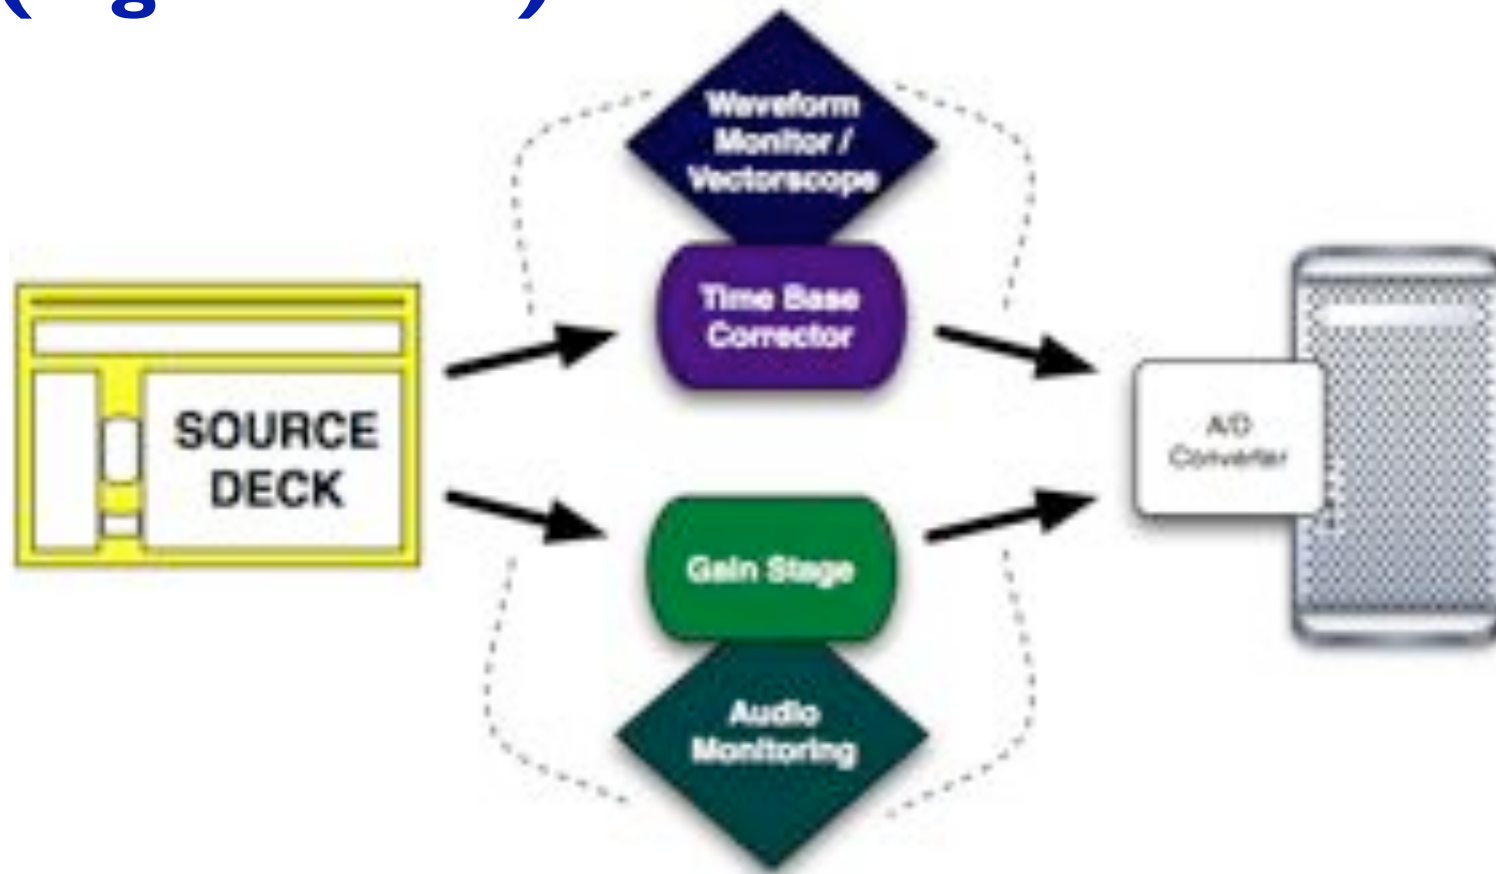 Waveform
Monitor /
Vectorscope
Time Base
Corrector
SOURCE
DECK
A/D
Converter
Gain Stage
Audio
Monitoring